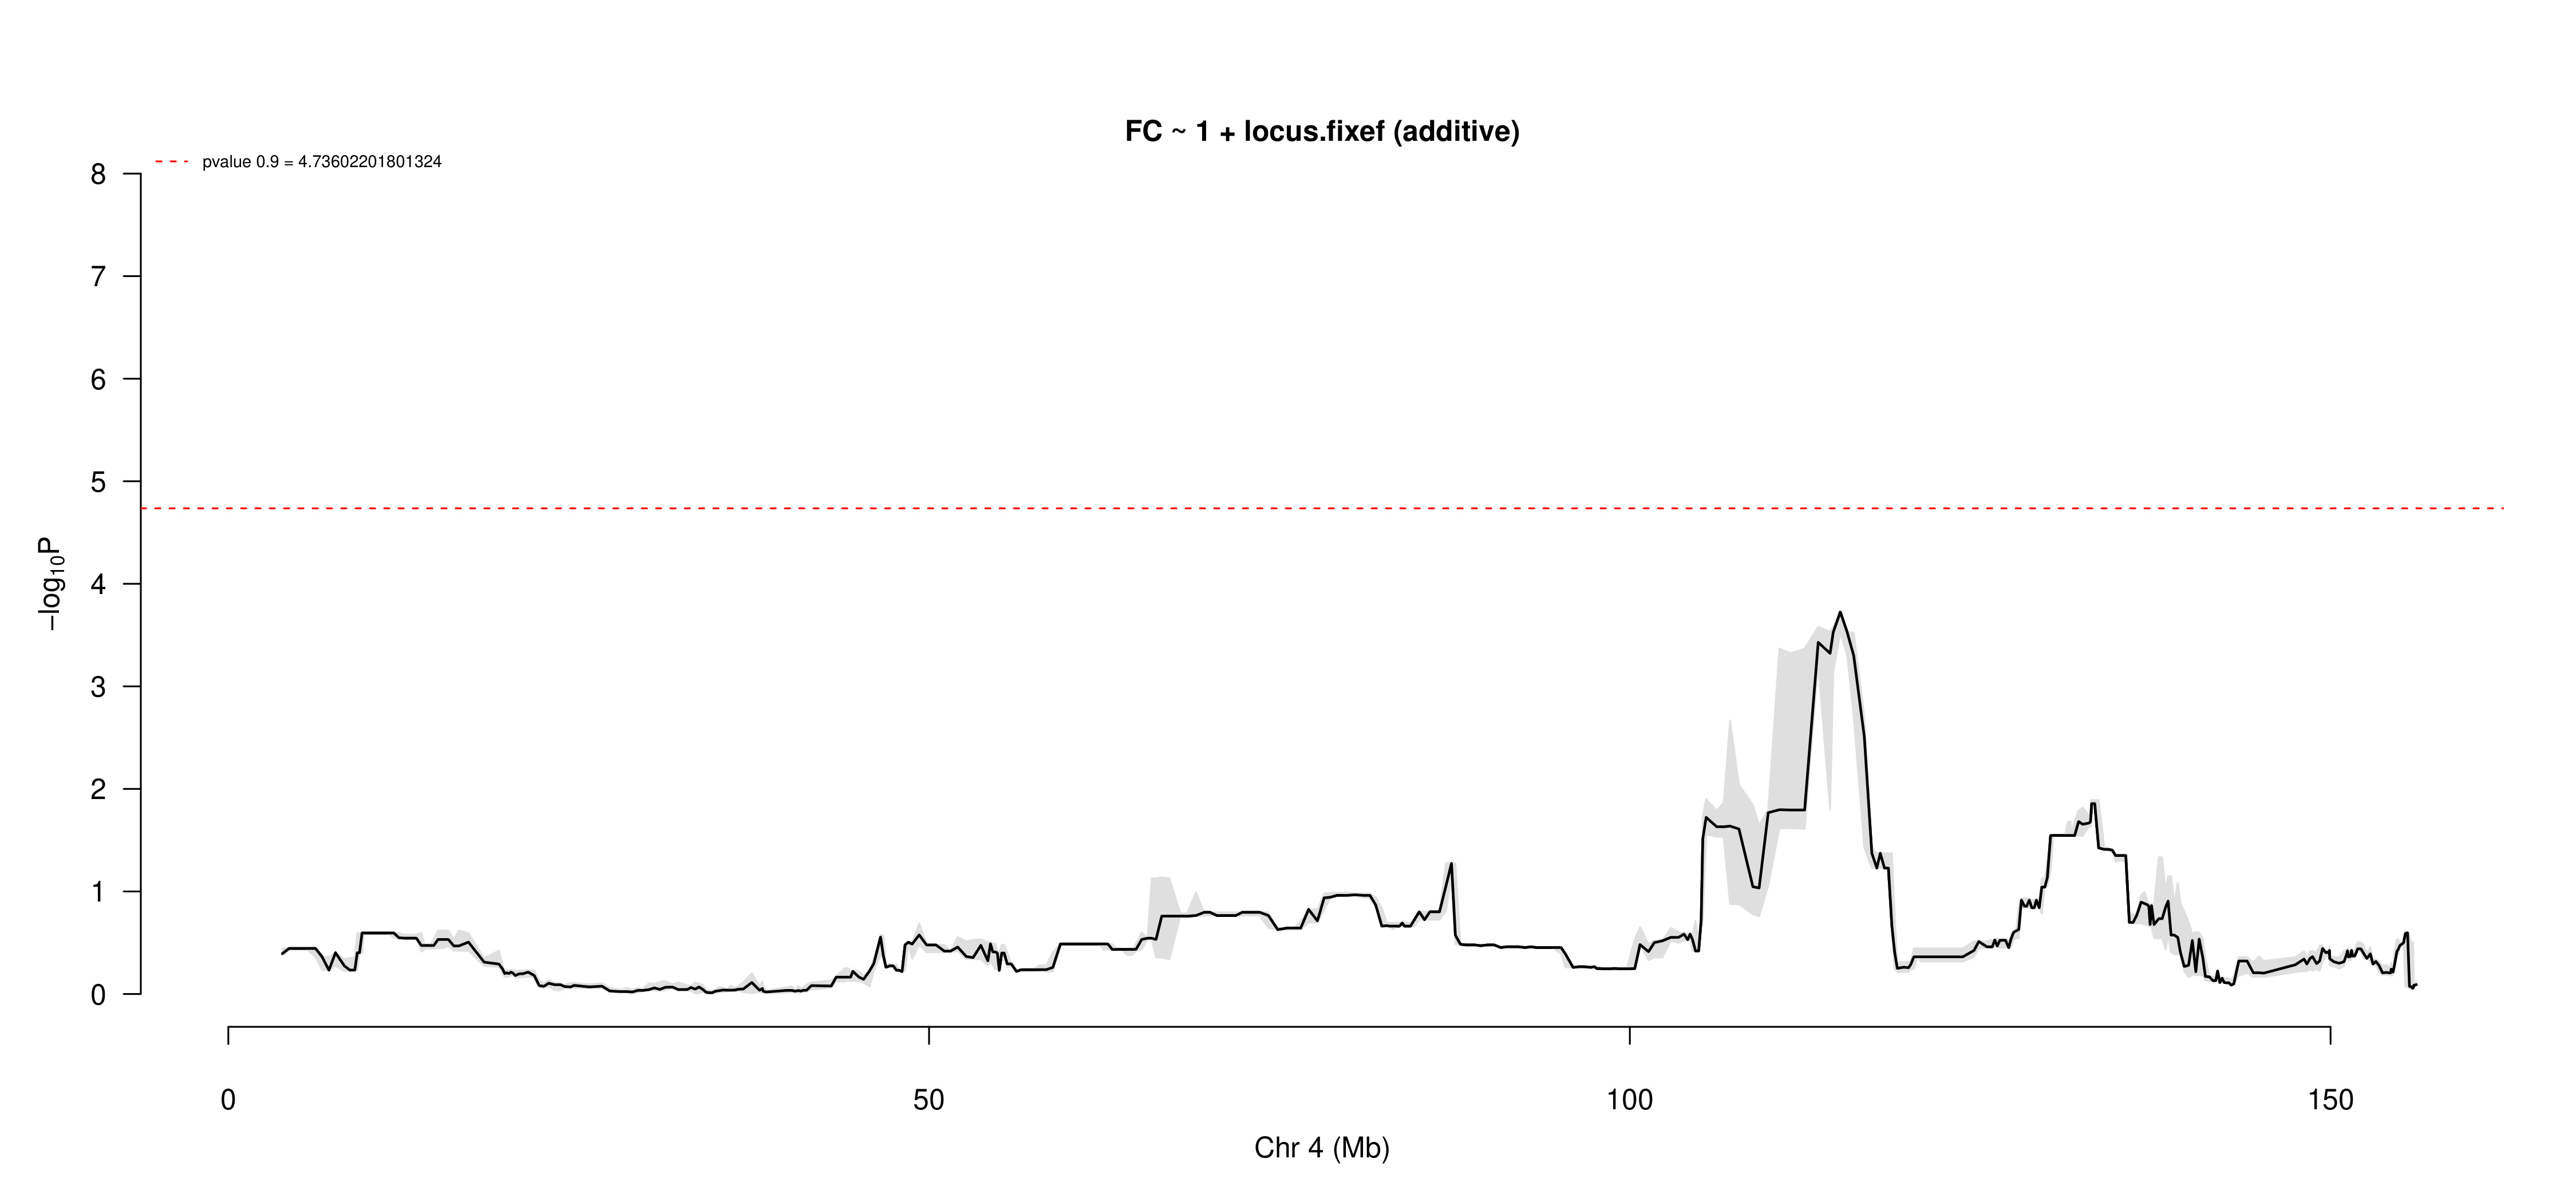 FC ~ 1 + locus.fixef (additive)
pvalue 0.9 = 4.73602201801324
8
7
6
5
4
3
2
1
0
−log10P
0 50 100 150
Chr 4 (Mb)